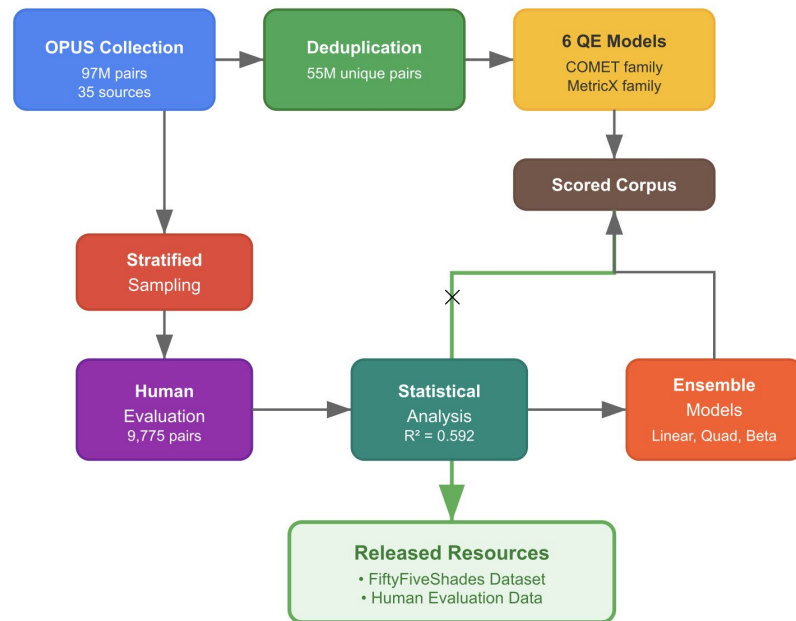 OPUS Collection
97M pairs
35 sources
Deduplication
55M unique pairs
6 QE Models
COMET family
MetricX family
Scored Corpus
Stratified
Sampling
Human
Evaluation
9,775 pairs
Statistical
Analysis
R² = 0.592
Ensemble
Models
Linear, Quad, Beta
Released Resources
• FiftyFiveShades Dataset
• Human Evaluation Data